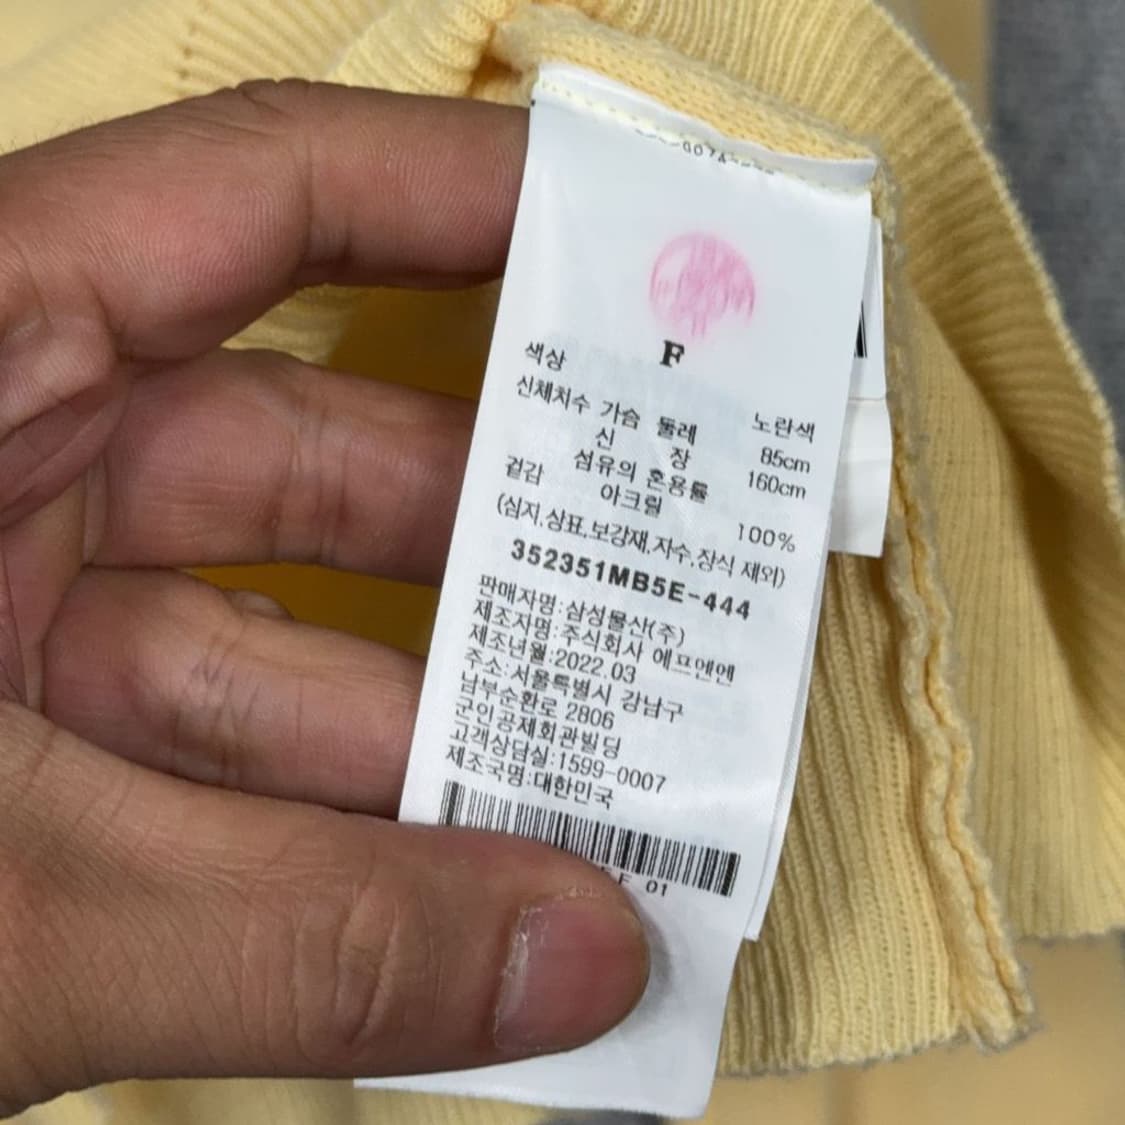 F
색상 노란색
신체치수 가슴 둘레 85cm
신 장 160cm
섬유의 혼용률
겉감 아크릴 100%
(심지,상표,보강재,자수,장식 제외)
352351MB5E-444
판매자명:삼성물산(주)
제조자명:주식회사 에프엔엔
제조년월:2022.03
주소:서울특별시 강남구
남부순환로 2806
군인공제회관빌딩
고객상담실:1599-0007
제조국명:대한민국
01